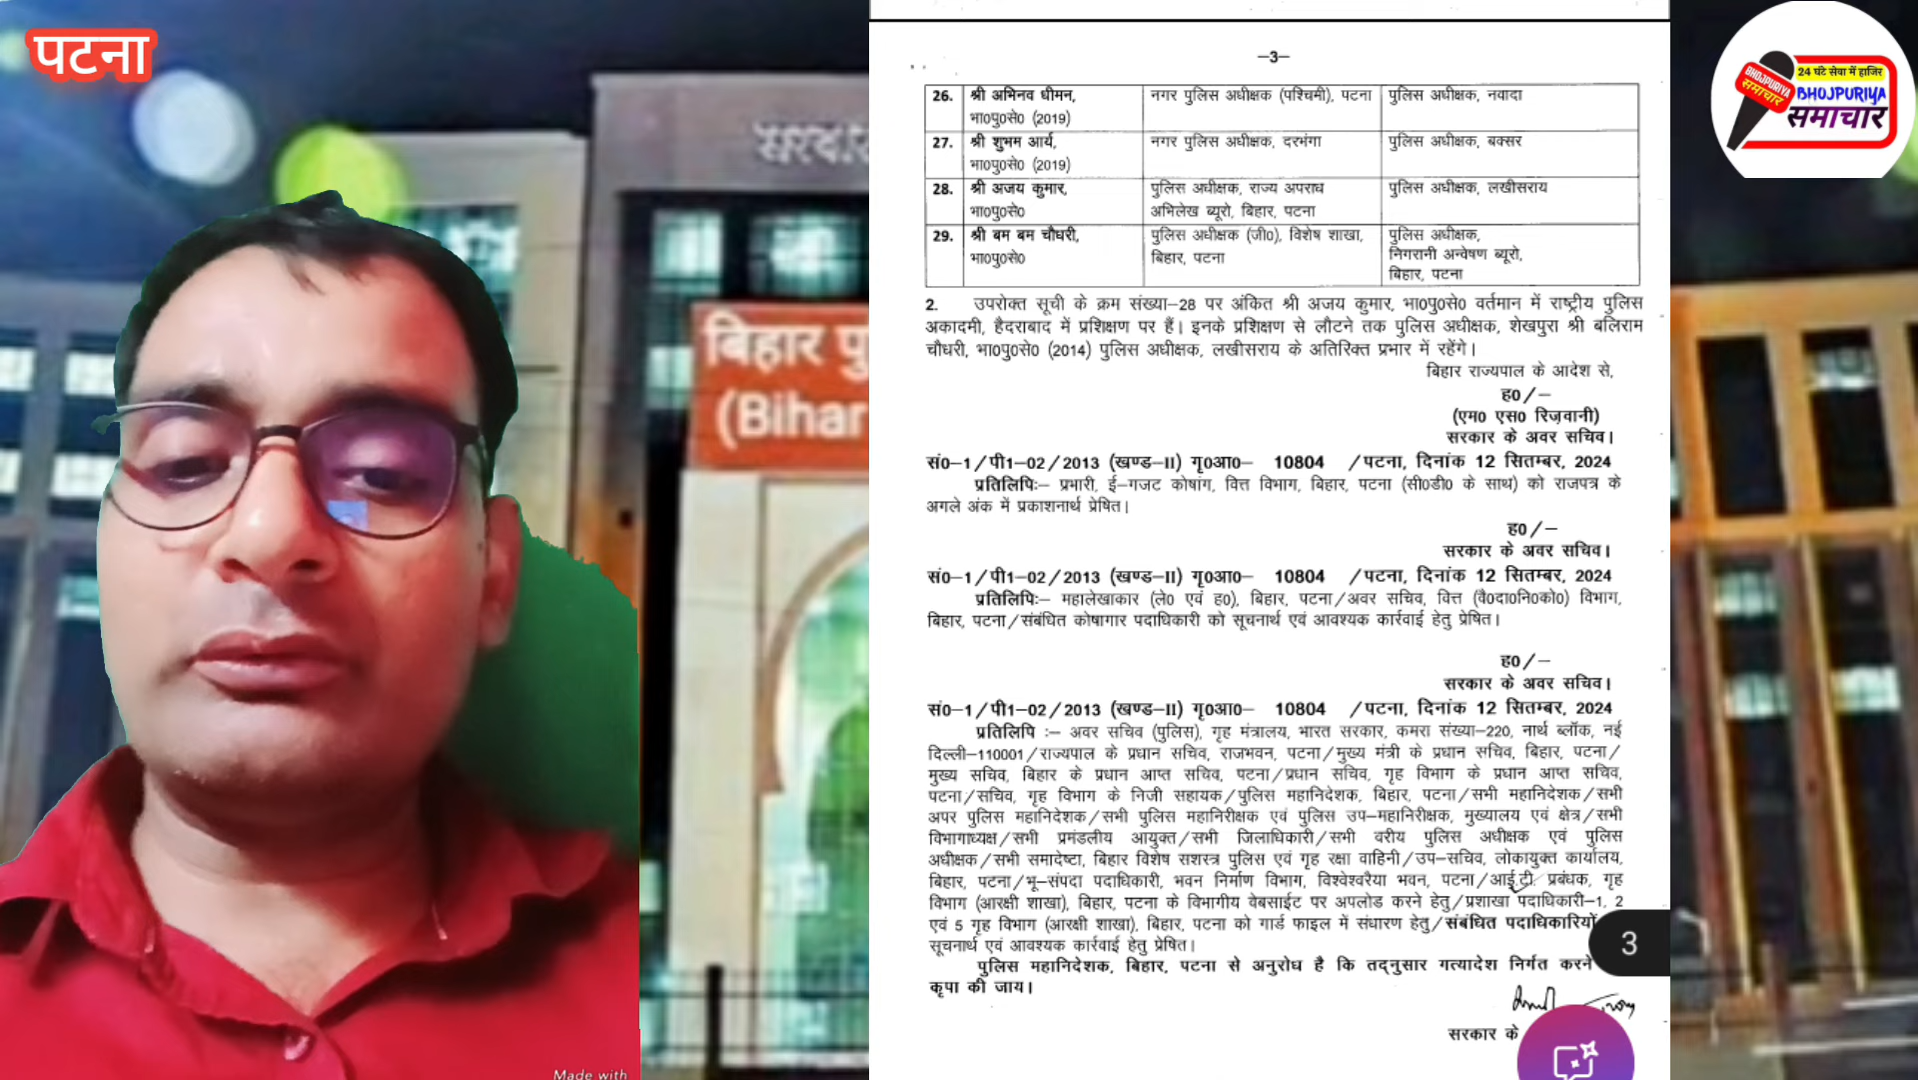 पटना
24 घंटे सेवा में हाजिर
BHOJPURIYA
समाचार
BHOJPURIYA
समाचार
बिहार पु
(Bihar
–3–
26. श्री अभिनव धीमन, नगर पुलिस अधीक्षक (पश्चिमी), पटना पुलिस अधीक्षक, नवादा
भा0पु0से0 (2019)
27. श्री शुभम आर्य, नगर पुलिस अधीक्षक, दरभंगा पुलिस अधीक्षक, बक्सर
भा0पु0से0 (2019)
28. श्री अजय कुमार, पुलिस अधीक्षक, राज्य अपराध पुलिस अधीक्षक, लखीसराय
भा0पु0से0 अभिलेख ब्यूरो, बिहार, पटना
29. श्री बम बम चौधरी, पुलिस अधीक्षक (जी0), विशेष शाखा, पुलिस अधीक्षक,
भा0पु0से0 बिहार, पटना निगरानी अन्वेषण ब्यूरो,
बिहार, पटना
2. उपरोक्त सूची के क्रम संख्या–28 पर अंकित श्री अजय कुमार, भा0पु0से0 वर्तमान में राष्ट्रीय पुलिस
अकादमी, हैदराबाद में प्रशिक्षण पर हैं। इनके प्रशिक्षण से लौटने तक पुलिस अधीक्षक, शेखपुरा श्री बलिराम
चौधरी, भा0पु0से0 (2014) पुलिस अधीक्षक, लखीसराय के अतिरिक्त प्रभार में रहेंगे।
बिहार राज्यपाल के आदेश से,
ह0/–
(एम0 एस0 रिज़वानी)
सरकार के अवर सचिव।
सं0–1/पी1–02/2013 (खण्ड–II) गृ0आ0– 10804 /पटना, दिनांक 12 सितम्बर, 2024
प्रतिलिपिः– प्रभारी, ई–गजट कोषांग, वित्त विभाग, बिहार, पटना (सी0डी0 के साथ) को राजपत्र के
अगले अंक में प्रकाशनार्थ प्रेषित।
ह0/–
सरकार के अवर सचिव।
सं0–1/पी1–02/2013 (खण्ड–II) गृ0आ0– 10804 /पटना, दिनांक 12 सितम्बर, 2024
प्रतिलिपिः– महालेखाकार (ले0 एवं ह0), बिहार, पटना/अवर सचिव, वित्त (वै0दा0नि0को0) विभाग,
बिहार, पटना/संबंधित कोषागार पदाधिकारी को सूचनार्थ एवं आवश्यक कार्रवाई हेतु प्रेषित।
ह0/–
सरकार के अवर सचिव।
सं0–1/पी1–02/2013 (खण्ड–II) गृ0आ0– 10804 /पटना, दिनांक 12 सितम्बर, 2024
प्रतिलिपि :– अवर सचिव (पुलिस), गृह मंत्रालय, भारत सरकार, कमरा संख्या–220, नार्थ ब्लॉक, नई
दिल्ली–110001/राज्यपाल के प्रधान सचिव, राजभवन, पटना/मुख्य मंत्री के प्रधान सचिव, बिहार, पटना/
मुख्य सचिव, बिहार के प्रधान आप्त सचिव, पटना/प्रधान सचिव, गृह विभाग के प्रधान आप्त सचिव,
पटना/सचिव, गृह विभाग के निजी सहायक/पुलिस महानिदेशक, बिहार, पटना/सभी महानिदेशक/सभी
अपर पुलिस महानिदेशक/सभी पुलिस महानिरीक्षक एवं पुलिस उप–महानिरीक्षक, मुख्यालय एवं क्षेत्र/सभी
विभागाध्यक्ष/सभी प्रमंडलीय आयुक्त/सभी जिलाधिकारी/सभी वरीय पुलिस अधीक्षक एवं पुलिस
अधीक्षक/सभी समादेष्टा, बिहार विशेष सशस्त्र पुलिस एवं गृह रक्षा वाहिनी/उप–सचिव, लोकायुक्त कार्यालय,
बिहार, पटना/भू–संपदा पदाधिकारी, भवन निर्माण विभाग, विश्वेश्वरैया भवन, पटना/आई.टी. प्रबंधक, गृह
विभाग (आरक्षी शाखा), बिहार, पटना के विभागीय वेबसाईट पर अपलोड करने हेतु/प्रशाखा पदाधिकारी–1, 2
एवं 5 गृह विभाग (आरक्षी शाखा), बिहार, पटना को गार्ड फाइल में संधारण हेतु/संबंधित पदाधिकारियों
सूचनार्थ एवं आवश्यक कार्रवाई हेतु प्रेषित।
पुलिस महानिदेशक, बिहार, पटना से अनुरोध है कि तद्नुसार गत्यादेश निर्गत करने
कृपा की जाय।
3
सरकार के
Made with